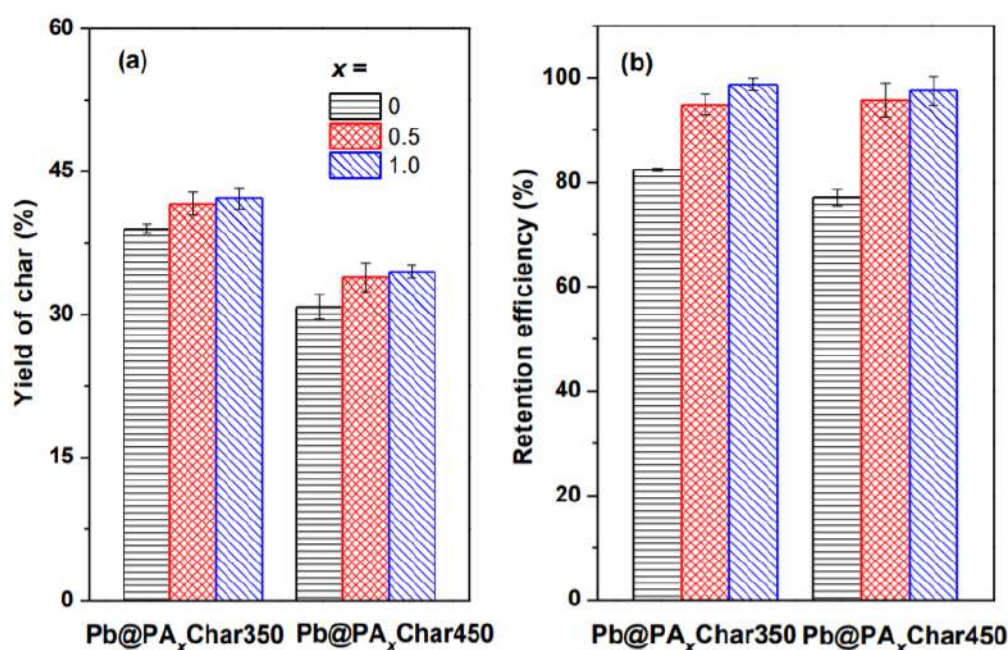 (a)
x =
0
0.5
1.0
60
45
30
15
0
Yield of char (%)
Pb@PAxChar350 Pb@PAxChar450
(b)
100
80
60
40
20
0
Retention efficiency (%)
Pb@PAxChar350 Pb@PAxChar450